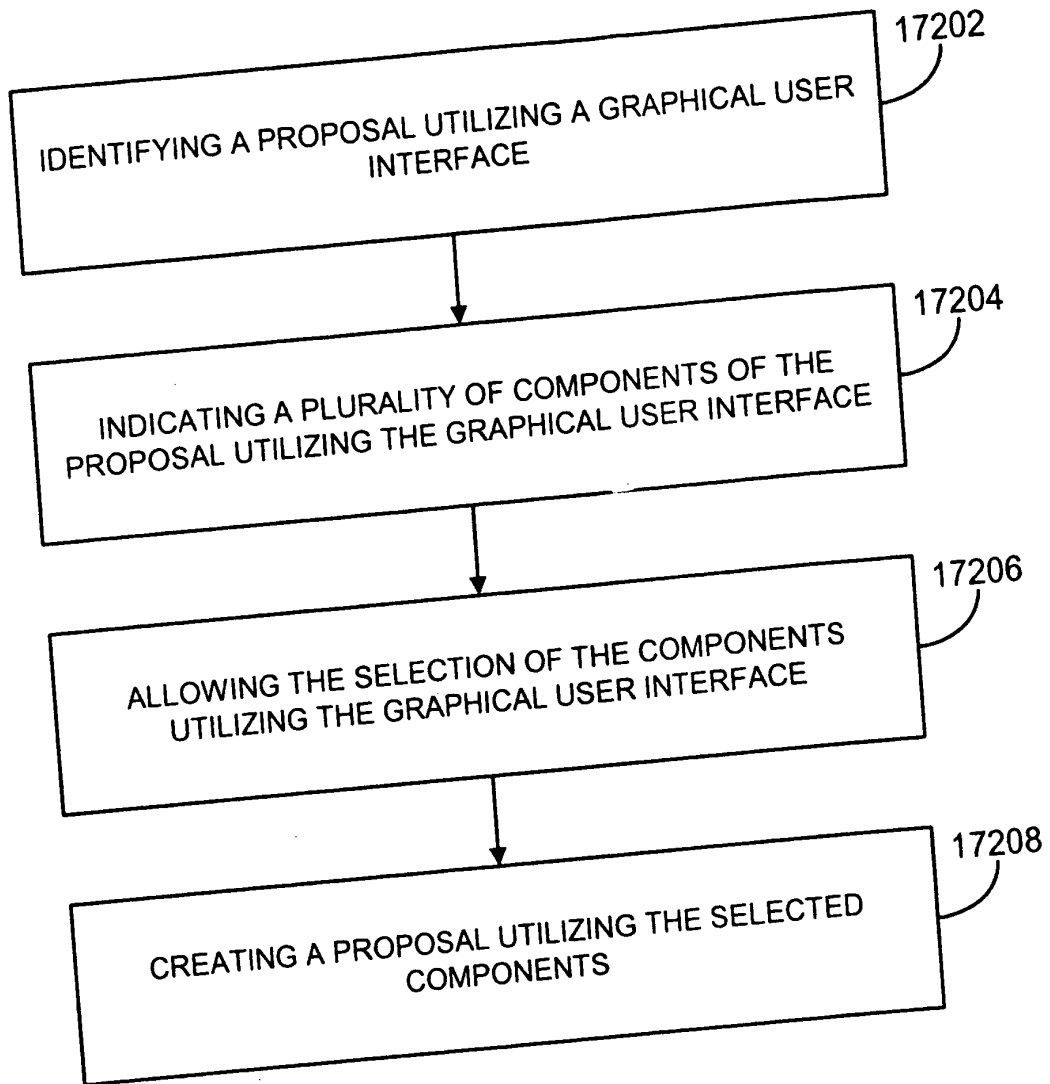 17202
IDENTIFYING A PROPOSAL UTILIZING A GRAPHICAL USER
INTERFACE
17204
INDICATING A PLURALITY OF COMPONENTS OF THE
PROPOSAL UTILIZING THE GRAPHICAL USER INTERFACE
17206
ALLOWING THE SELECTION OF THE COMPONENTS
UTILIZING THE GRAPHICAL USER INTERFACE
17208
CREATING A PROPOSAL UTILIZING THE SELECTED
COMPONENTS